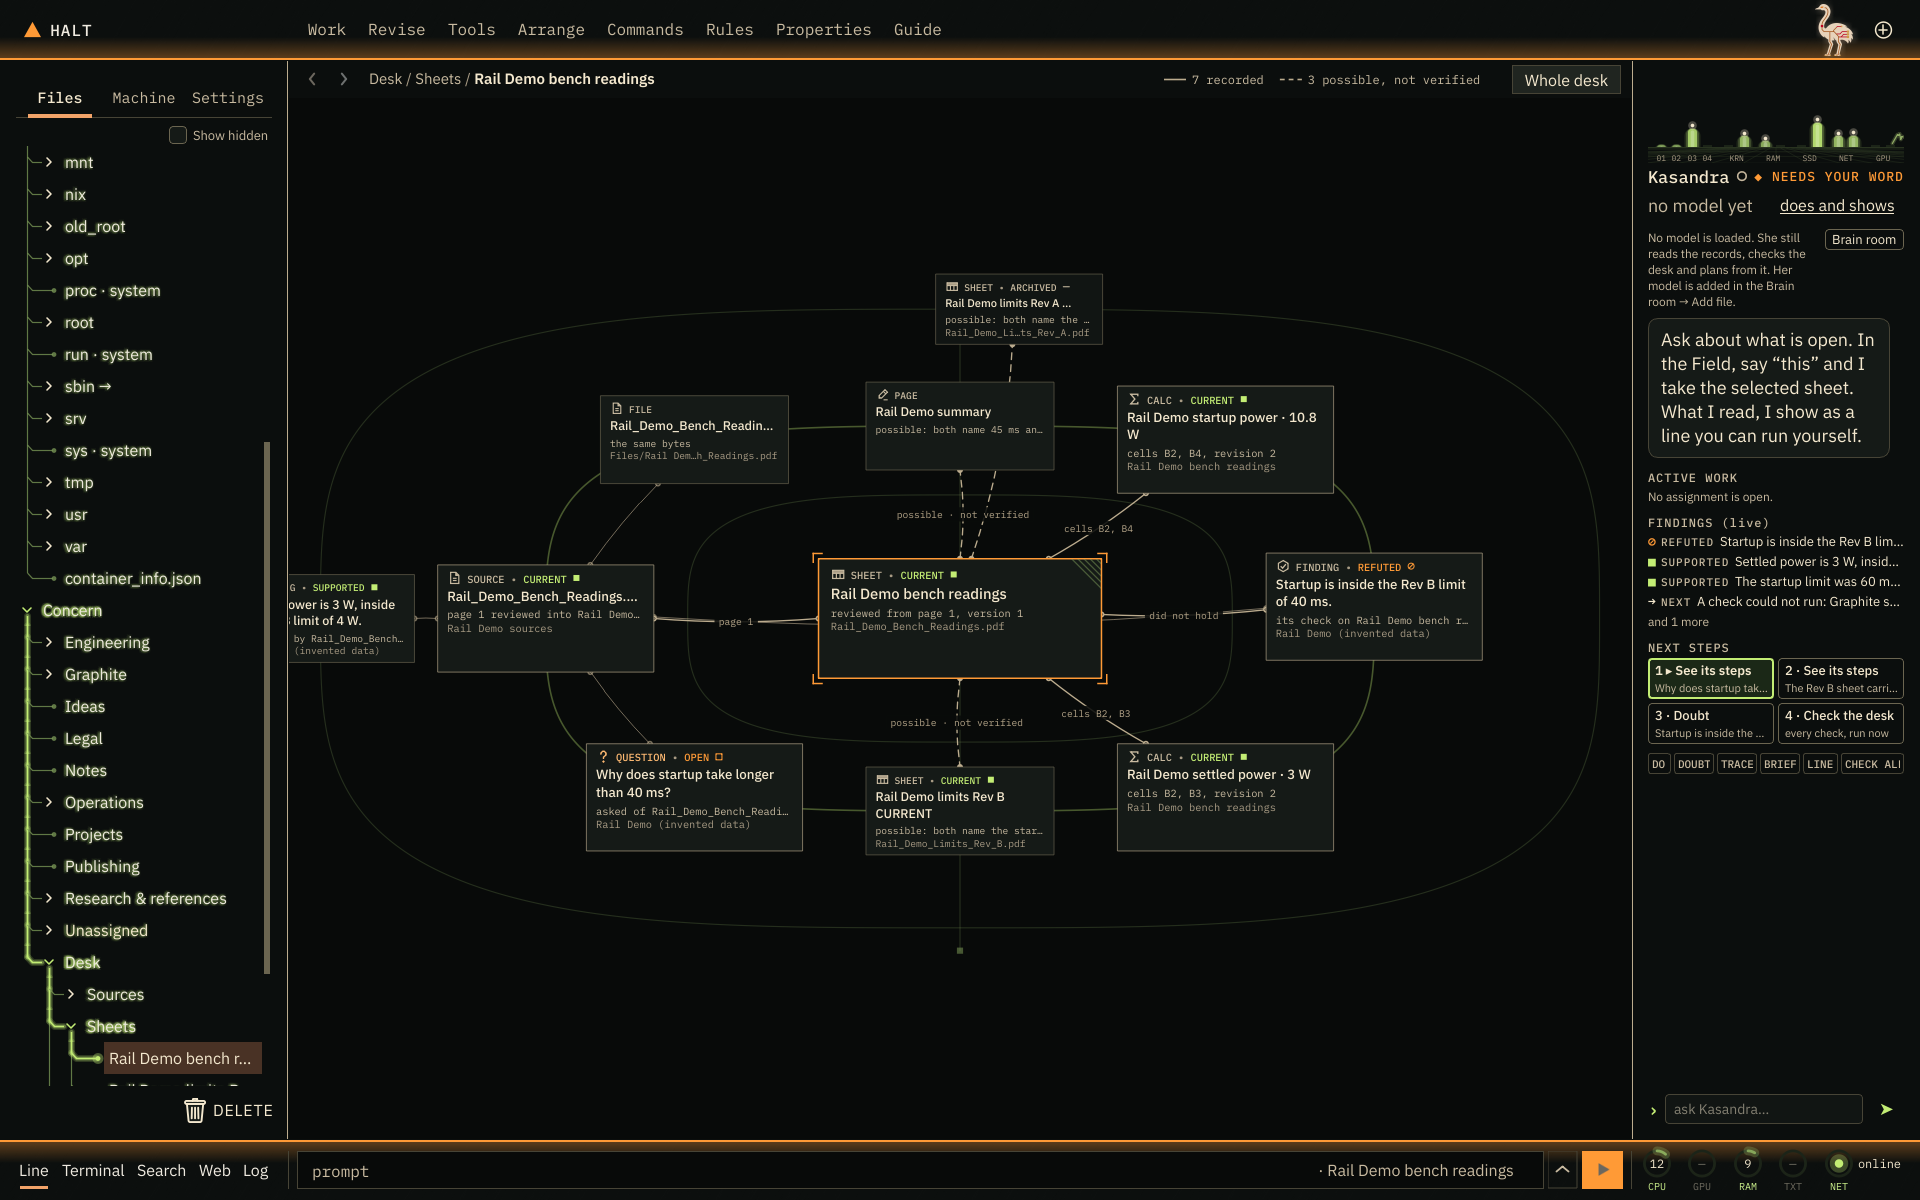 HALT
Work Revise Tools Arrange Commands Rules Properties Guide
Files Machine Settings
Show hidden
mnt
nix
old_root
opt
proc · system
root
run · system
sbin →
srv
sys · system
tmp
usr
var
container_info.json
Concern
Engineering
Graphite
Ideas
Legal
Notes
Operations
Projects
Publishing
Research & references
Unassigned
Desk
Sources
Sheets
Rail Demo bench r...
DELETE
Desk / Sheets / Rail Demo bench readings
7 recorded
3 possible, not verified
Whole desk
SHEET • ARCHIVED —
Rail Demo limits Rev A ...
possible: both name the …
Rail_Demo_Li…ts_Rev_A.pdf
FILE
Rail_Demo_Bench_Readin...
the same bytes
Files/Rail Dem…h_Readings.pdf
PAGE
Rail Demo summary
possible: both name 45 ms an…
CALC • CURRENT
Rail Demo startup power · 10.8
W
cells B2, B4, revision 2
Rail Demo bench readings
possible · not verified
cells B2, B4
G • SUPPORTED
ower is 3 W, inside
limit of 4 W.
by Rail_Demo_Bench…
(invented data)
SOURCE • CURRENT
Rail_Demo_Bench_Readings....
page 1 reviewed into Rail Demo…
Rail Demo sources
page 1
SHEET • CURRENT
Rail Demo bench readings
reviewed from page 1, version 1
Rail_Demo_Bench_Readings.pdf
did not hold
FINDING • REFUTED
Startup is inside the Rev B limit
of 40 ms.
its check on Rail Demo bench r…
Rail Demo (invented data)
possible · not verified
cells B2, B3
? QUESTION • OPEN
Why does startup take longer
than 40 ms?
asked of Rail_Demo_Bench_Readi…
Rail Demo (invented data)
SHEET • CURRENT
Rail Demo limits Rev B
CURRENT
possible: both name the star…
Rail_Demo_Limits_Rev_B.pdf
CALC • CURRENT
Rail Demo settled power · 3 W
cells B2, B3, revision 2
Rail Demo bench readings
01 02 03 04 KRN RAM SSD NET GPU
Kasandra ◆ NEEDS YOUR WORD
no model yet does and shows
No model is loaded. She still
reads the records, checks the
desk and plans from it. Her
model is added in the Brain
room → Add file.
Brain room
Ask about what is open. In
the Field, say “this” and I
take the selected sheet.
What I read, I show as a
line you can run yourself.
ACTIVE WORK
No assignment is open.
FINDINGS (live)
REFUTED Startup is inside the Rev B lim...
SUPPORTED Settled power is 3 W, insid...
SUPPORTED The startup limit was 60 m...
→ NEXT A check could not run: Graphite s...
and 1 more
NEXT STEPS
1 ▸ See its steps
Why does startup tak...
2 · See its steps
The Rev B sheet carri...
3 · Doubt
Startup is inside the ...
4 · Check the desk
every check, run now
DO DOUBT TRACE BRIEF LINE CHECK ALL
› ask Kasandra...
Line Terminal Search Web Log
prompt
· Rail Demo bench readings
12 – 9 – online
CPU GPU RAM TXT NET